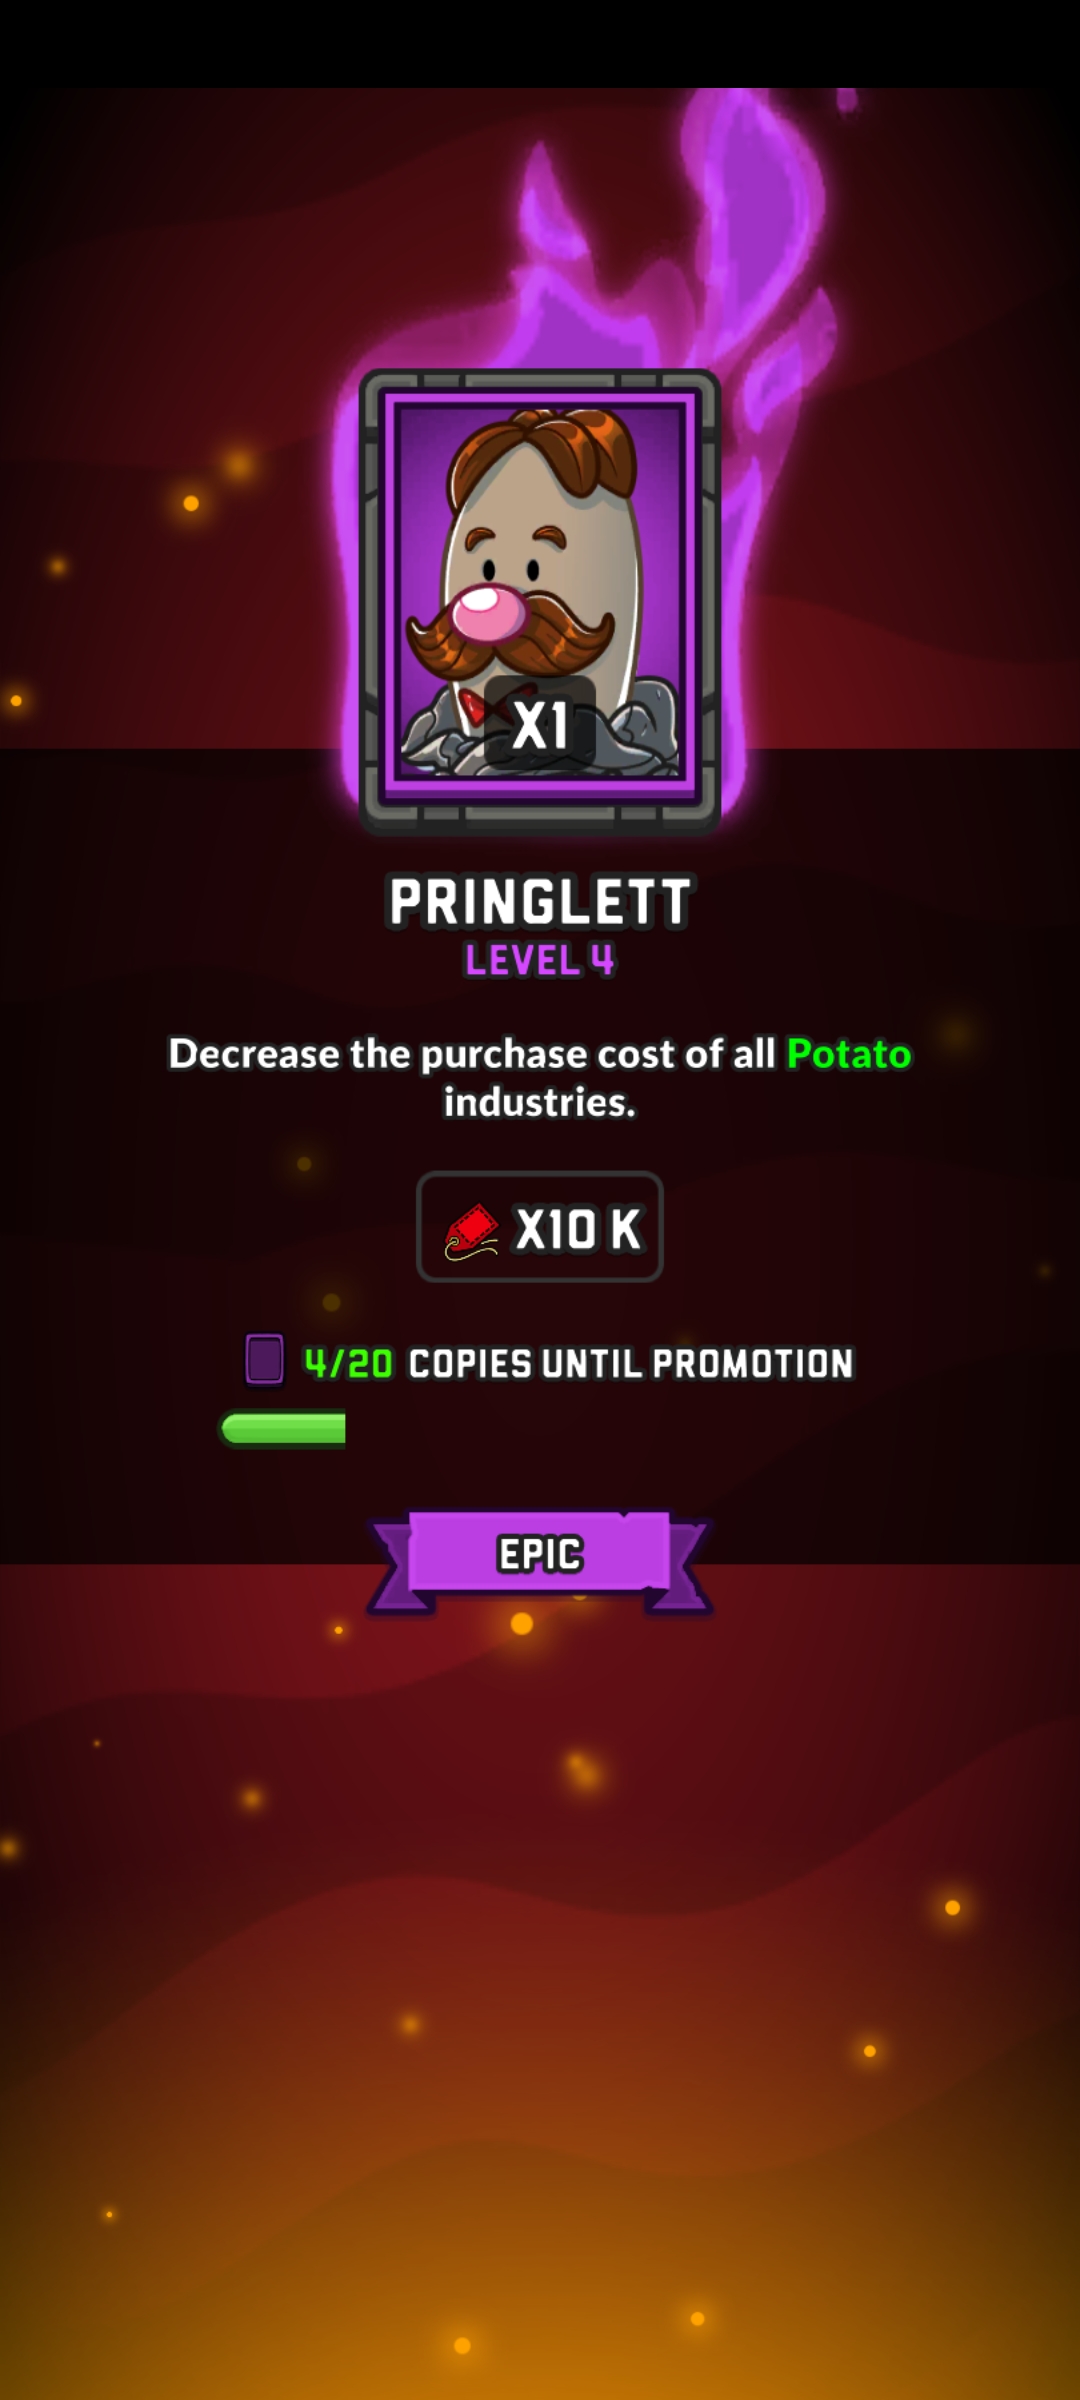 X1
PRINGLETT
LEVEL 4
Decrease the purchase cost of all Potato
industries.
X10 K
4/20 COPIES UNTIL PROMOTION
EPIC